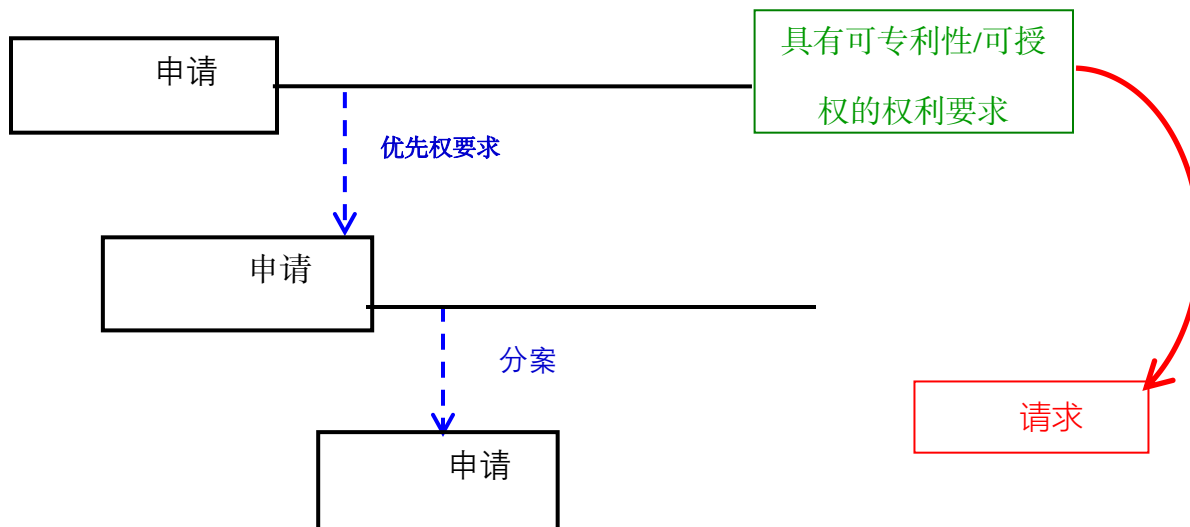 申请
具有可专利性/可授
权的权利要求
优先权要求
申请
分案
请求
申请